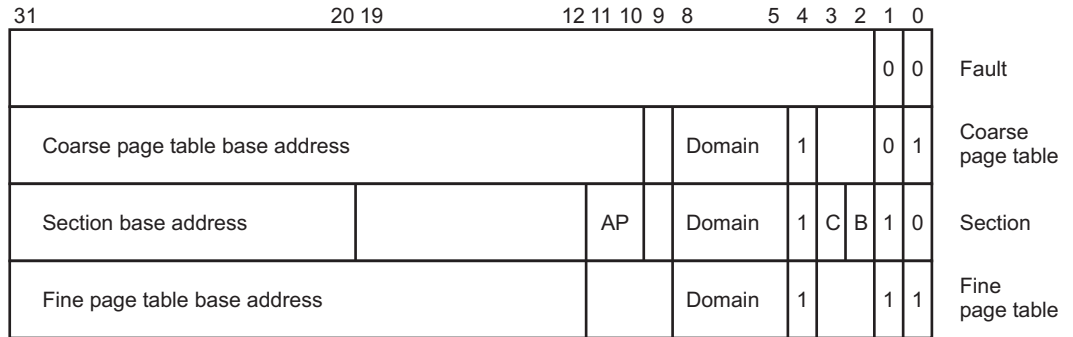 31 20 19 12 11 10 9 8 5 4 3 2 1 0
0 0 Fault
Coarse page table base address Domain 1 0 1 Coarse
page table
Section base address AP Domain 1 C B 1 0 Section
Fine page table base address Domain 1 1 1 Fine
page table